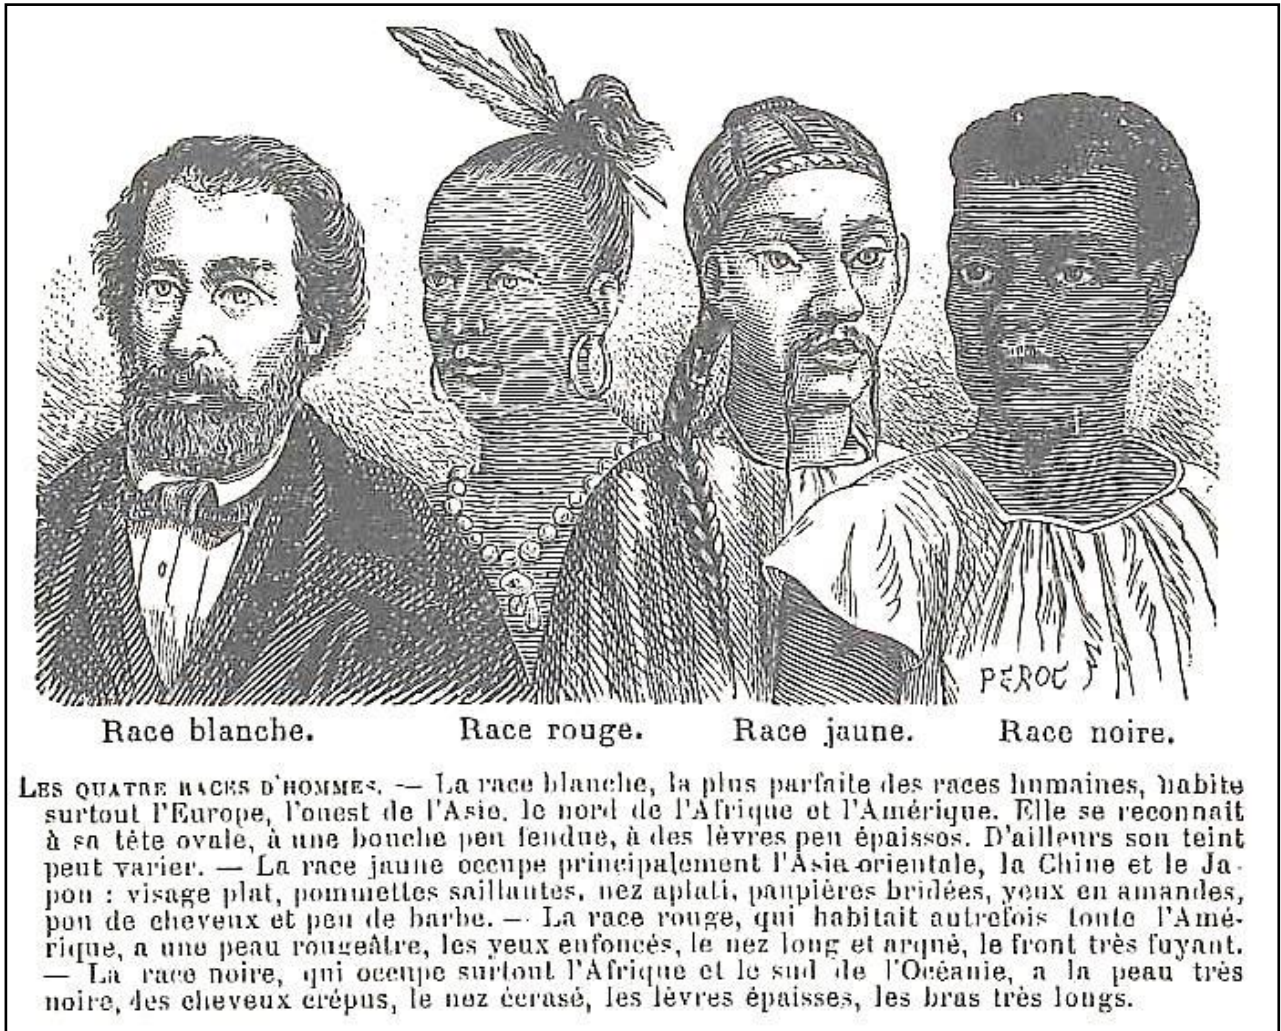 PEROT
Race blanche. Race rouge. Race jaune. Race noire.
LES QUATRE RACES D'HOMMES. — La race blanche, la plus parfaite des races humaines, habite
surtout l'Europe, l'ouest de l'Asie, le nord de l'Afrique et l'Amérique. Elle se reconnaît
à sa tête ovale, à une bouche peu fendue, à des lèvres peu épaisses. D'ailleurs son teint
peut varier. — La race jaune occupe principalement l'Asie orientale, la Chine et le Ja-
pon : visage plat, pommettes saillantes, nez aplati, paupières bridées, yeux en amandes,
peu de cheveux et peu de barbe. — La race rouge, qui habitait autrefois toute l'Amé-
rique, a une peau rougeâtre, les yeux enfoncés, le nez long et arqué, le front très fuyant.
— La race noire, qui occupe surtout l'Afrique et le sud de l'Océanie, a la peau très
noire, les cheveux crépus, le nez écrasé, les lèvres épaisses, les bras très longs.